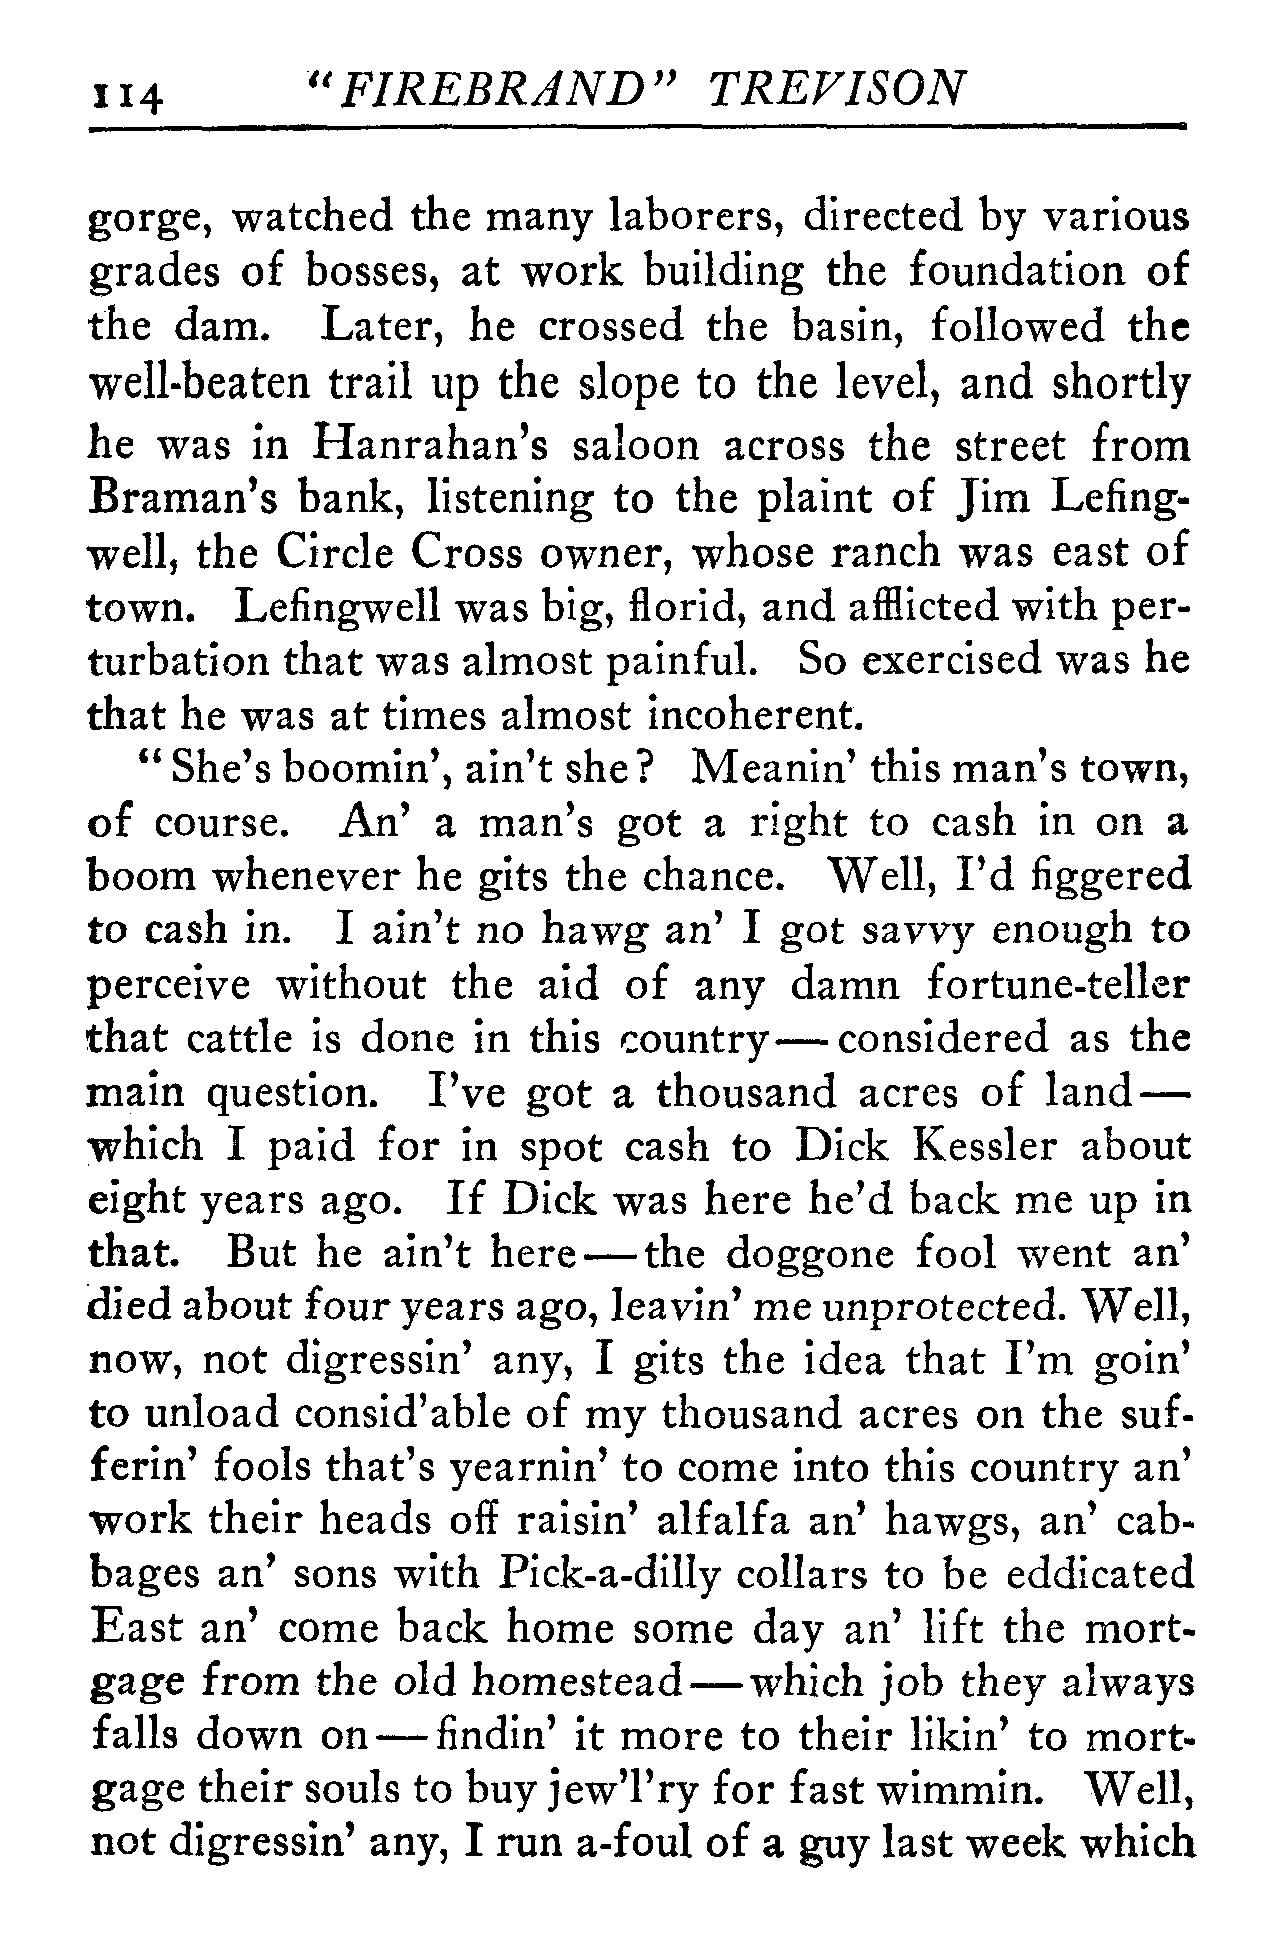 114 "FIREBRAND" TREVISON
gorge, watched the many laborers, directed by various
grades of bosses, at work building the foundation of
the dam. Later, he crossed the basin, followed the
well-beaten trail up the slope to the level, and shortly
he was in Hanrahan's saloon across the street from
Braman's bank, listening to the plaint of Jim Lefing-
well, the Circle Cross owner, whose ranch was east of
town. Lefingwell was big, florid, and afflicted with per-
turbation that was almost painful. So exercised was he
that he was at times almost incoherent.
"She's boomin', ain't she? Meanin' this man's town,
of course. An' a man's got a right to cash in on a
boom whenever he gits the chance. Well, I'd figgered
to cash in. I ain't no hawg an' I got savvy enough to
perceive without the aid of any damn fortune-teller
that cattle is done in this country—considered as the
main question. I've got a thousand acres of land—
which I paid for in spot cash to Dick Kessler about
eight years ago. If Dick was here he'd back me up in
that. But he ain't here—the doggone fool went an'
died about four years ago, leavin' me unprotected. Well,
now, not digressin' any, I gits the idea that I'm goin'
to unload consid'able of my thousand acres on the suf-
ferin' fools that's yearnin' to come into this country an'
work their heads off raisin' alfalfa an' hawgs, an' cab-
bages an' sons with Pick-a-dilly collars to be eddicated
East an' come back home some day an' lift the mort-
gage from the old homestead—which job they always
falls down on—findin' it more to their likin' to mort-
gage their souls to buy jew'l'ry for fast wimmin. Well,
not digressin' any, I run a-foul of a guy last week which